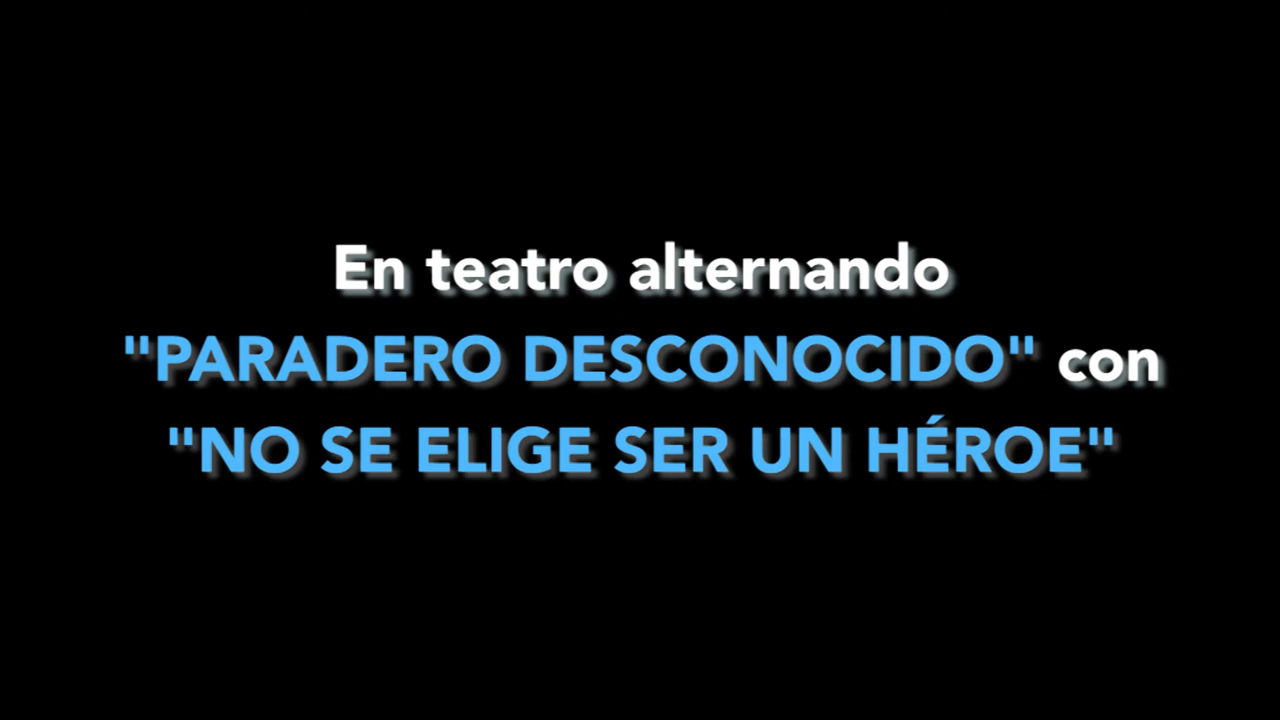 En teatro alternando
"PARADERO DESCONOCIDO" con
"NO SE ELIGE SER UN HÉROE"